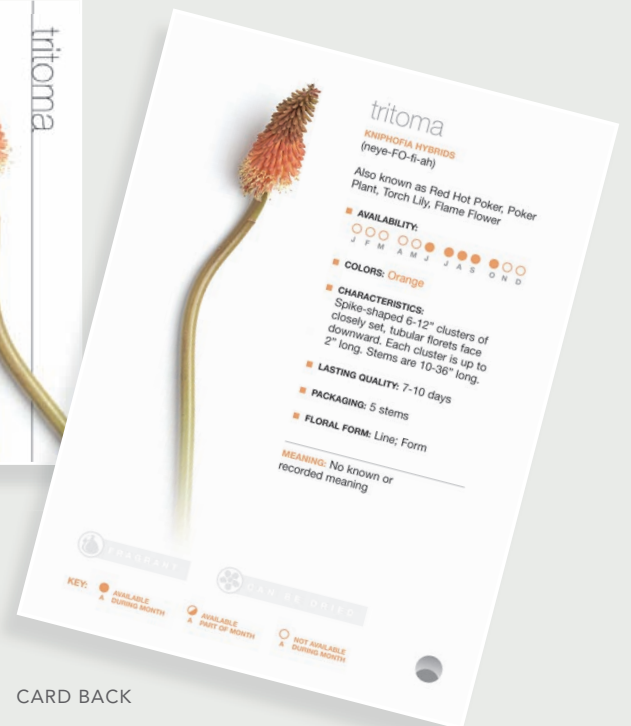 tritoma
tritoma
KNIPHOFIA HYBRIDS
(neye-FO-fi-ah)
Also known as Red Hot Poker, Poker
Plant, Torch Lily, Flame Flower
AVAILABILITY:
J F M A M J J A S O N D
COLORS: Orange
CHARACTERISTICS:
Spike-shaped 6-12" clusters of
closely set, tubular florets face
downward. Each cluster is up to
2" long. Stems are 10-36" long.
LASTING QUALITY: 7-10 days
PACKAGING: 5 stems
FLORAL FORM: Line; Form
MEANING: No known or
recorded meaning
FRAGRANT
CAN BE DRIED
KEY:
A AVAILABLE
DURING MONTH
A AVAILABLE
PART OF MONTH
A NOT AVAILABLE
DURING MONTH
CARD BACK